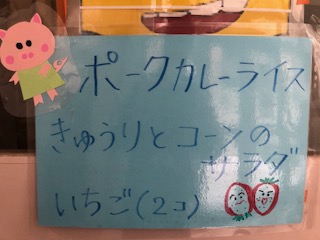 ポークカレーライス
きゅうりとコーンの
サラダ
いちご(2コ)